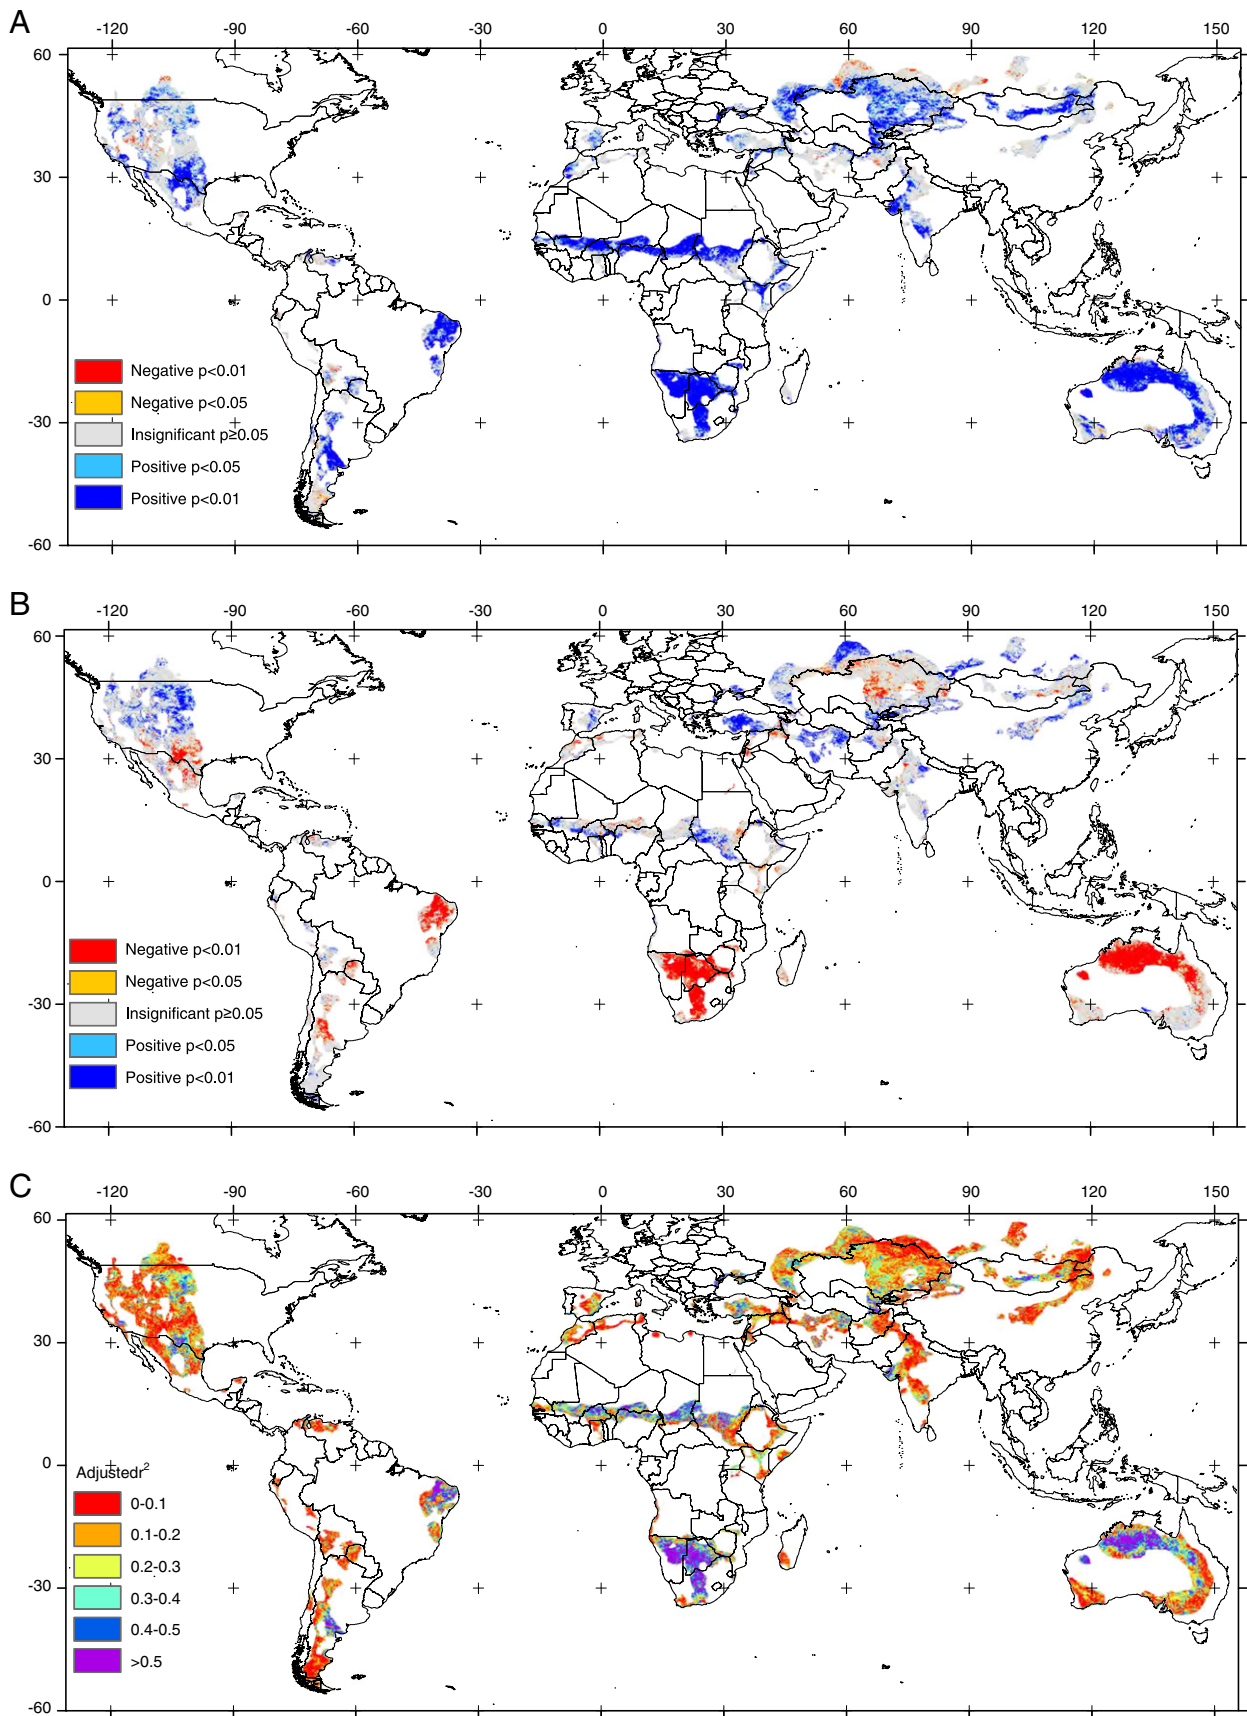 A
-120 -90 -60 -30 0 30 60 90 120 150
60
30
0
-30
-60
Negative p<0.01
Negative p<0.05
Insignificant p≥0.05
Positive p<0.05
Positive p<0.01
B
-120 -90 -60 -30 0 30 60 90 120 150
60
30
0
-30
-60
Negative p<0.01
Negative p<0.05
Insignificant p≥0.05
Positive p<0.05
Positive p<0.01
C
-120 -90 -60 -30 0 30 60 90 120 150
60
30
0
-30
-60
Adjustedr²
0-0.1
0.1-0.2
0.2-0.3
0.3-0.4
0.4-0.5
>0.5